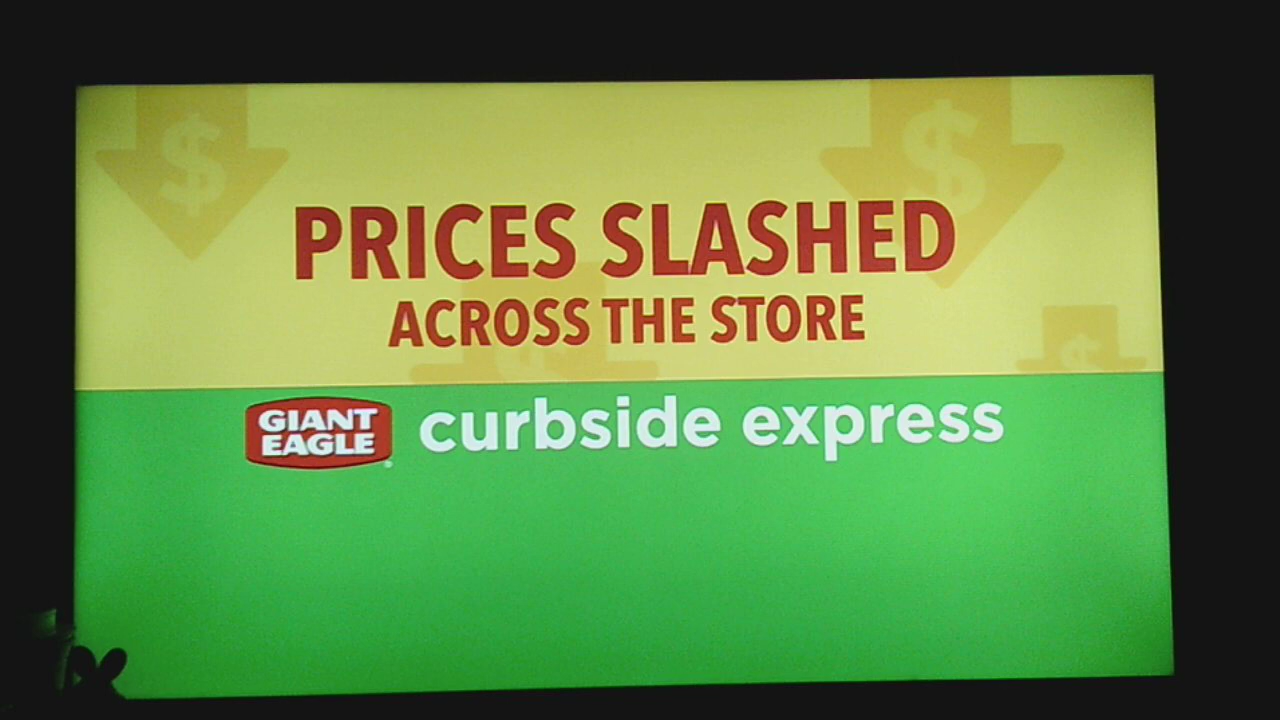 PRICES SLASHED
ACROSS THE STORE
GIANT
EAGLE
curbside express